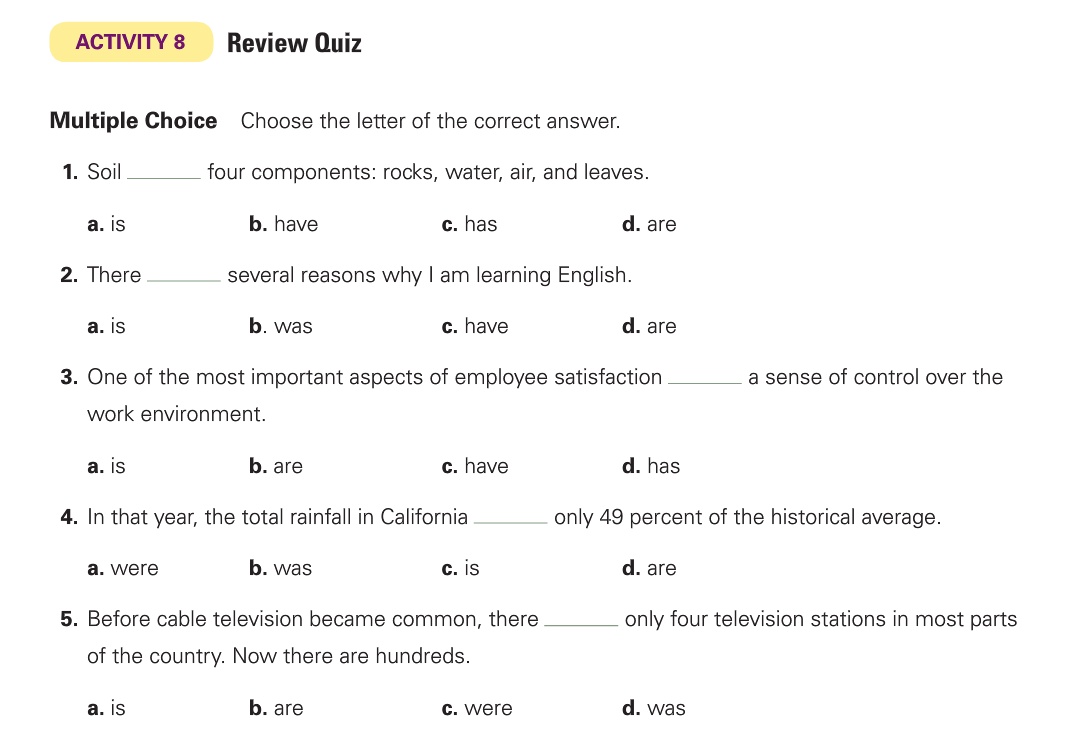 ACTIVITY 8 Review Quiz
Multiple Choice Choose the letter of the correct answer.
1. Soil ______ four components: rocks, water, air, and leaves.
a. is b. have c. has d. are
2. There ______ several reasons why I am learning English.
a. is b. was c. have d. are
3. One of the most important aspects of employee satisfaction ______ a sense of control over the
work environment.
a. is b. are c. have d. has
4. In that year, the total rainfall in California ______ only 49 percent of the historical average.
a. were b. was c. is d. are
5. Before cable television became common, there ______ only four television stations in most parts
of the country. Now there are hundreds.
a. is b. are c. were d. was